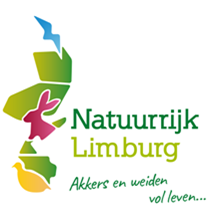 Natuurrijk
Limburg
Akkers en weiden
vol leven...